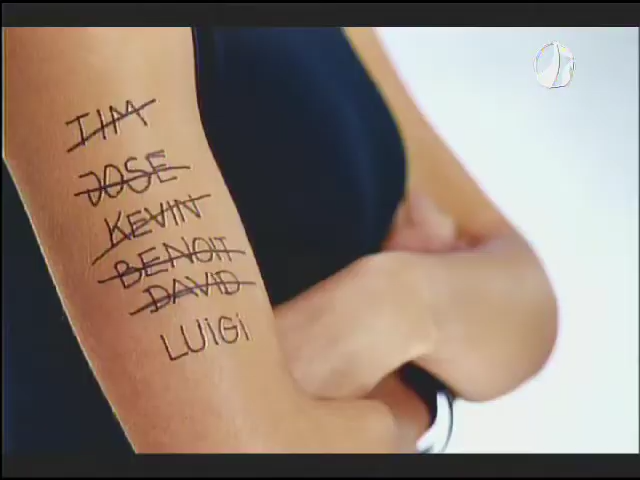 TIM
JOSE
KEVIN
BENOIT
DAVID
LUiGi